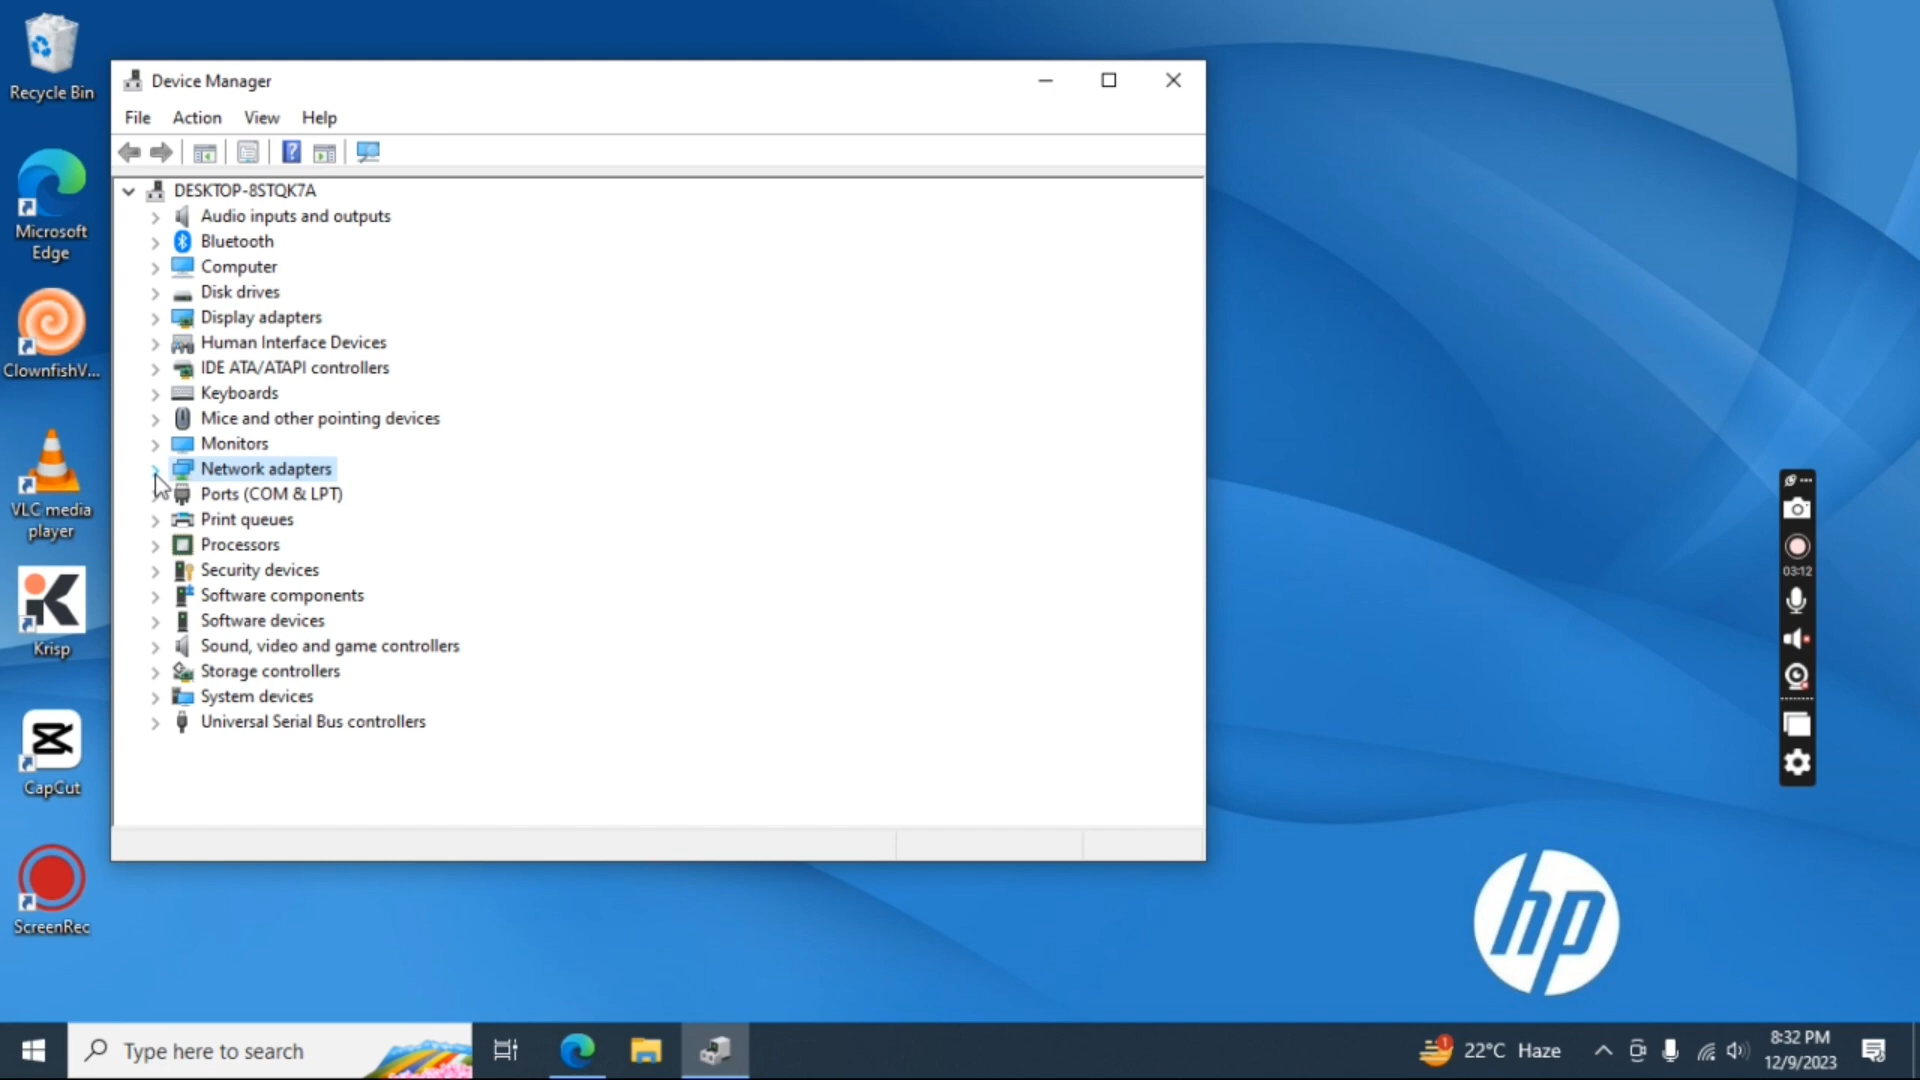 Recycle Bin
Microsoft
Edge
ClownfishV...
VLC media
player
Krisp
CapCut
ScreenRec
Device Manager
File Action View Help
?
DESKTOP-8STQK7A
Audio inputs and outputs
Bluetooth
Computer
Disk drives
Display adapters
Human Interface Devices
IDE ATA/ATAPI controllers
Keyboards
Mice and other pointing devices
Monitors
Network adapters
Ports (COM & LPT)
Print queues
Processors
Security devices
Software components
Software devices
Sound, video and game controllers
Storage controllers
System devices
Universal Serial Bus controllers
03:12
hp
Type here to search
1
22°C Haze
8:32 PM
12/9/2023